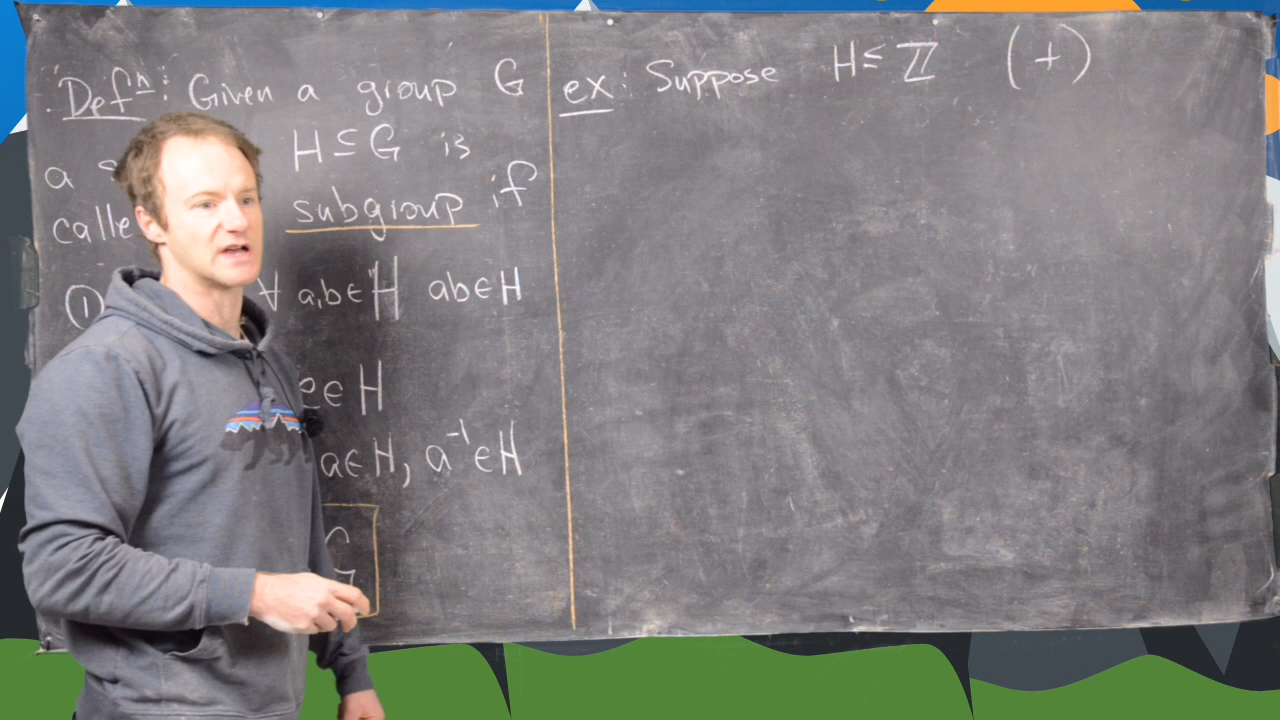 Defⁿ: Given a group G
a H ⊆ G is
calle subgroup if
① ∀ a,b∈H ab∈H
e∈H
a∈H, a⁻¹∈H
ex: Suppose H ≤ ℤ (+)